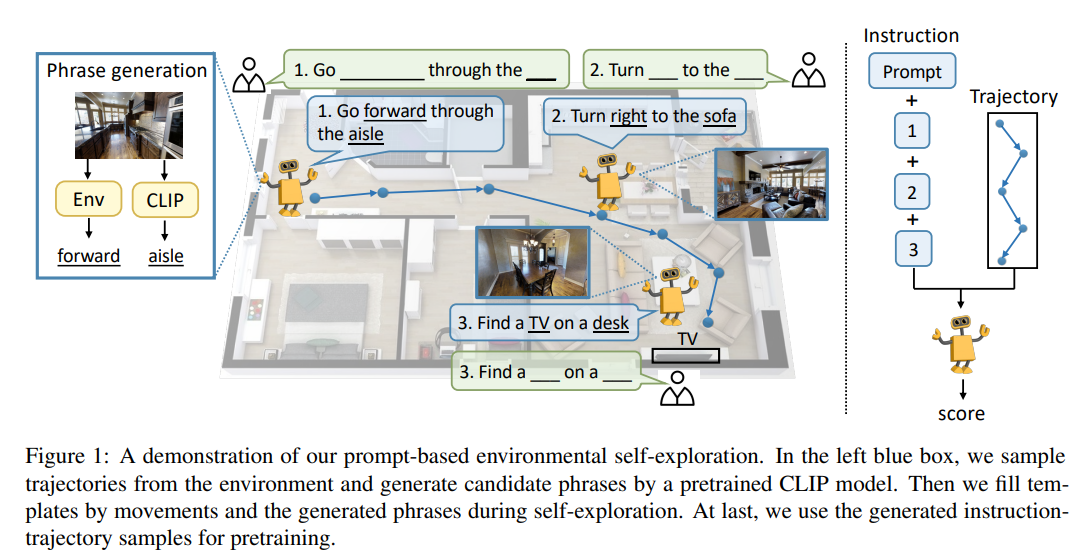 Phrase generation
Env
CLIP
forward
aisle
1. Go ________ through the ___
2. Turn ___ to the ___
1. Go forward through
the aisle
2. Turn right to the sofa
3. Find a TV on a desk
TV
3. Find a ___ on a ___
Instruction
Prompt
+
1
+
2
+
3
Trajectory
score
Figure 1: A demonstration of our prompt-based environmental self-exploration. In the left blue box, we sample
trajectories from the environment and generate candidate phrases by a pretrained CLIP model. Then we fill tem-
plates by movements and the generated phrases during self-exploration. At last, we use the generated instruction-
trajectory samples for pretraining.